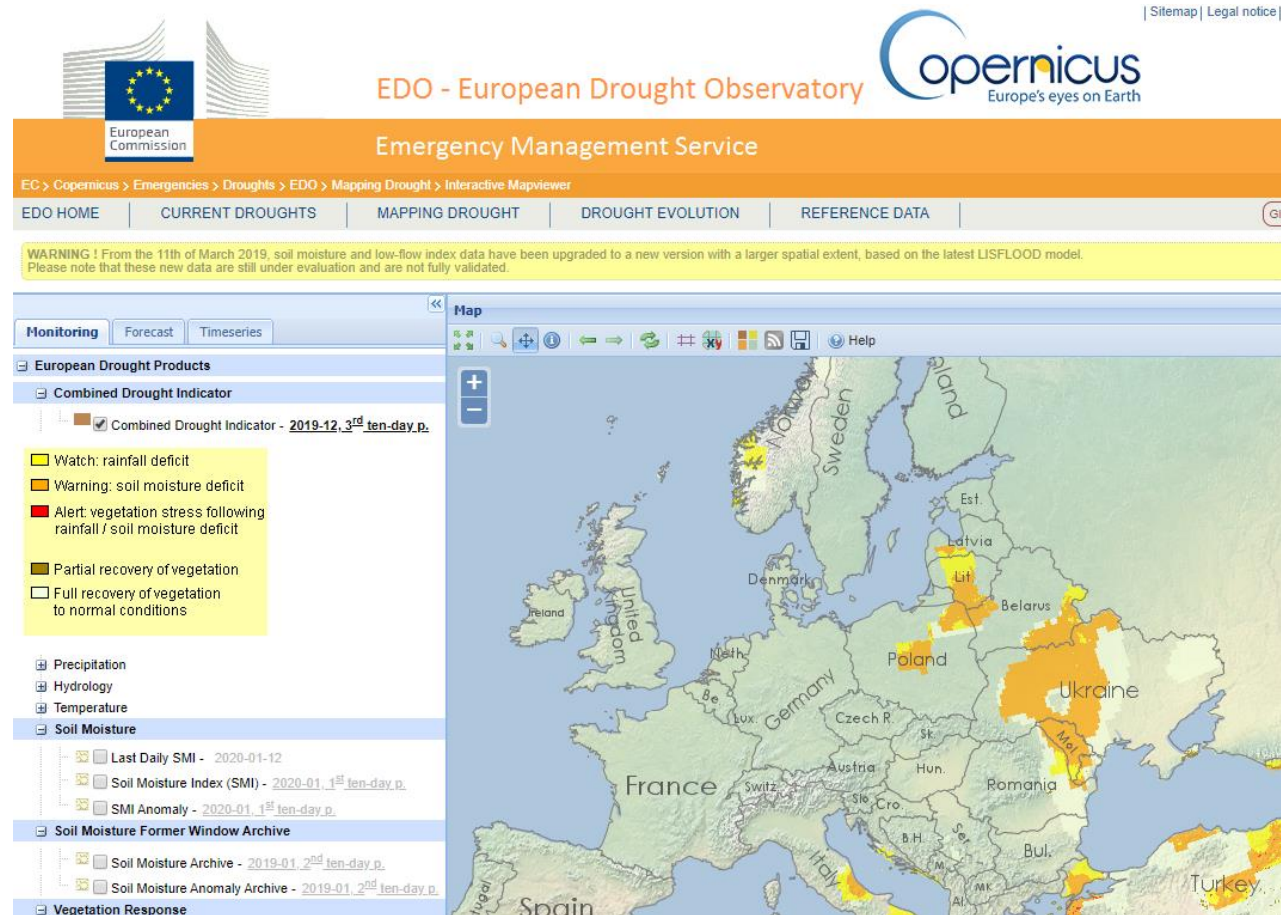 | Sitemap | Legal notice |
European
Commission
EDO - European Drought Observatory
opernicus
Europe's eyes on Earth
Emergency Management Service
EC > Copernicus > Emergencies > Droughts > EDO > Mapping Drought > Interactive Mapviewer
EDO HOME
CURRENT DROUGHTS
MAPPING DROUGHT
DROUGHT EVOLUTION
REFERENCE DATA
WARNING ! From the 11th of March 2019, soil moisture and low-flow index data have been upgraded to a new version with a larger spatial extent, based on the latest LISFLOOD model.
Please note that these new data are still under evaluation and are not fully validated.
Monitoring
Forecast
Timeseries
European Drought Products
Combined Drought Indicator
Combined Drought Indicator - 2019-12, 3rd ten-day p.
Watch: rainfall deficit
Warning: soil moisture deficit
Alert: vegetation stress following
rainfall / soil moisture deficit
Partial recovery of vegetation
Full recovery of vegetation
to normal conditions
Precipitation
Hydrology
Temperature
Soil Moisture
Last Daily SMI - 2020-01-12
Soil Moisture Index (SMI) - 2020-01, 1st ten-day p.
SMI Anomaly - 2020-01, 1st ten-day p.
Soil Moisture Former Window Archive
Soil Moisture Archive - 2019-01, 2nd ten-day p.
Soil Moisture Anomaly Archive - 2019-01, 2nd ten-day p.
Vegetation Response
Map
xy
Help
+
−
Norway
Sweden
Est.
Latvia
Lit.
Denmark
Belarus
Ireland
United
Kingdom
Neth.
Poland
Be
Germany
Ukraine
Lux.
Czech R.
Sk.
Mol.
Austria
Hun.
France
Switz
Romania
Slo.
Cro.
B.H.
Ser
Bul.
Italy
M.
MK
Al.
Turkey
Spain